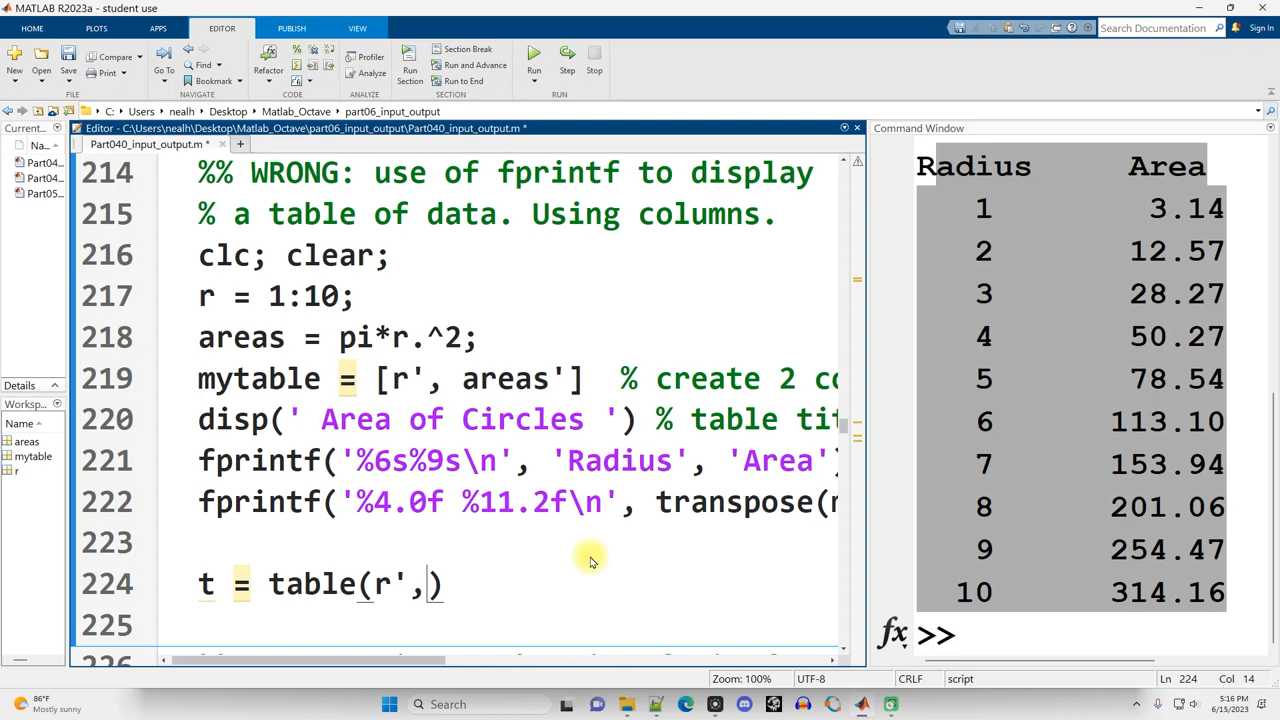 MATLAB R2023a - student use
HOME PLOTS APPS EDITOR PUBLISH VIEW Search Documentation Sign In
New Open Save Compare Print Go To Find Bookmark Refactor Profiler Analyze Run Section Section Break Run and Advance Run to End Run Step Stop
FILE NAVIGATE CODE ANALYZE SECTION RUN
C: Users nealh Desktop Matlab_Octave part06_input_output
Current... Editor - C:\Users\nealh\Desktop\Matlab_Octave\part06_input_output\Part040_input_output.m * Command Window
Na... Part040_input_output.m * +
Part04...
Part04...
Part05...
Details
Worksp...
Name
areas
mytable
r
214 %% WRONG: use of fprintf to display
215 % a table of data. Using columns.
216 clc; clear;
217 r = 1:10;
218 areas = pi*r.^2;
219 mytable = [r', areas'] % create 2 co
220 disp(' Area of Circles ') % table tit
221 fprintf('%6s%9s\n', 'Radius', 'Area')
222 fprintf('%4.0f %11.2f\n', transpose(m
223
224 t = table(r',)
225
226
Radius Area
1 3.14
2 12.57
3 28.27
4 50.27
5 78.54
6 113.10
7 153.94
8 201.06
9 254.47
10 314.16
fx >>
Zoom: 100% UTF-8 CRLF script Ln 224 Col 14
86°F
Mostly sunny
Search
5:16 PM
6/15/2023